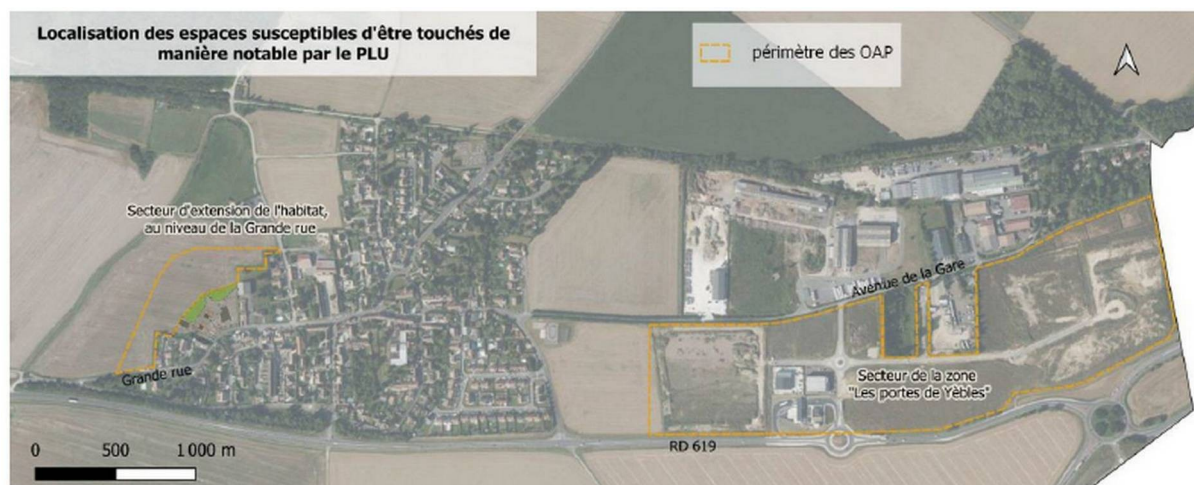 Localisation des espaces susceptibles d'être touchés de
manière notable par le PLU
périmètre des OAP
Secteur d'extension de l'habitat,
au niveau de la Grande rue
Avenue de la Gare
Grande rue
Secteur de la zone
"Les portes de Yèbles"
RD 619
0 500 1 000 m